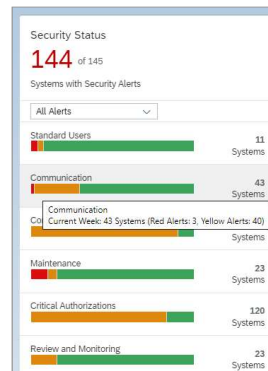 Security Status
144 of 145
Systems with Security Alerts
All Alerts
Standard Users
11
Systems
Communication
43
Systems
Communication
Current Week: 43 Systems (Red Alerts: 3, Yellow Alerts: 40)
Co
Systems
Maintenance
23
Systems
Critical Authorizations
120
Systems
Review and Monitoring
23
Systems